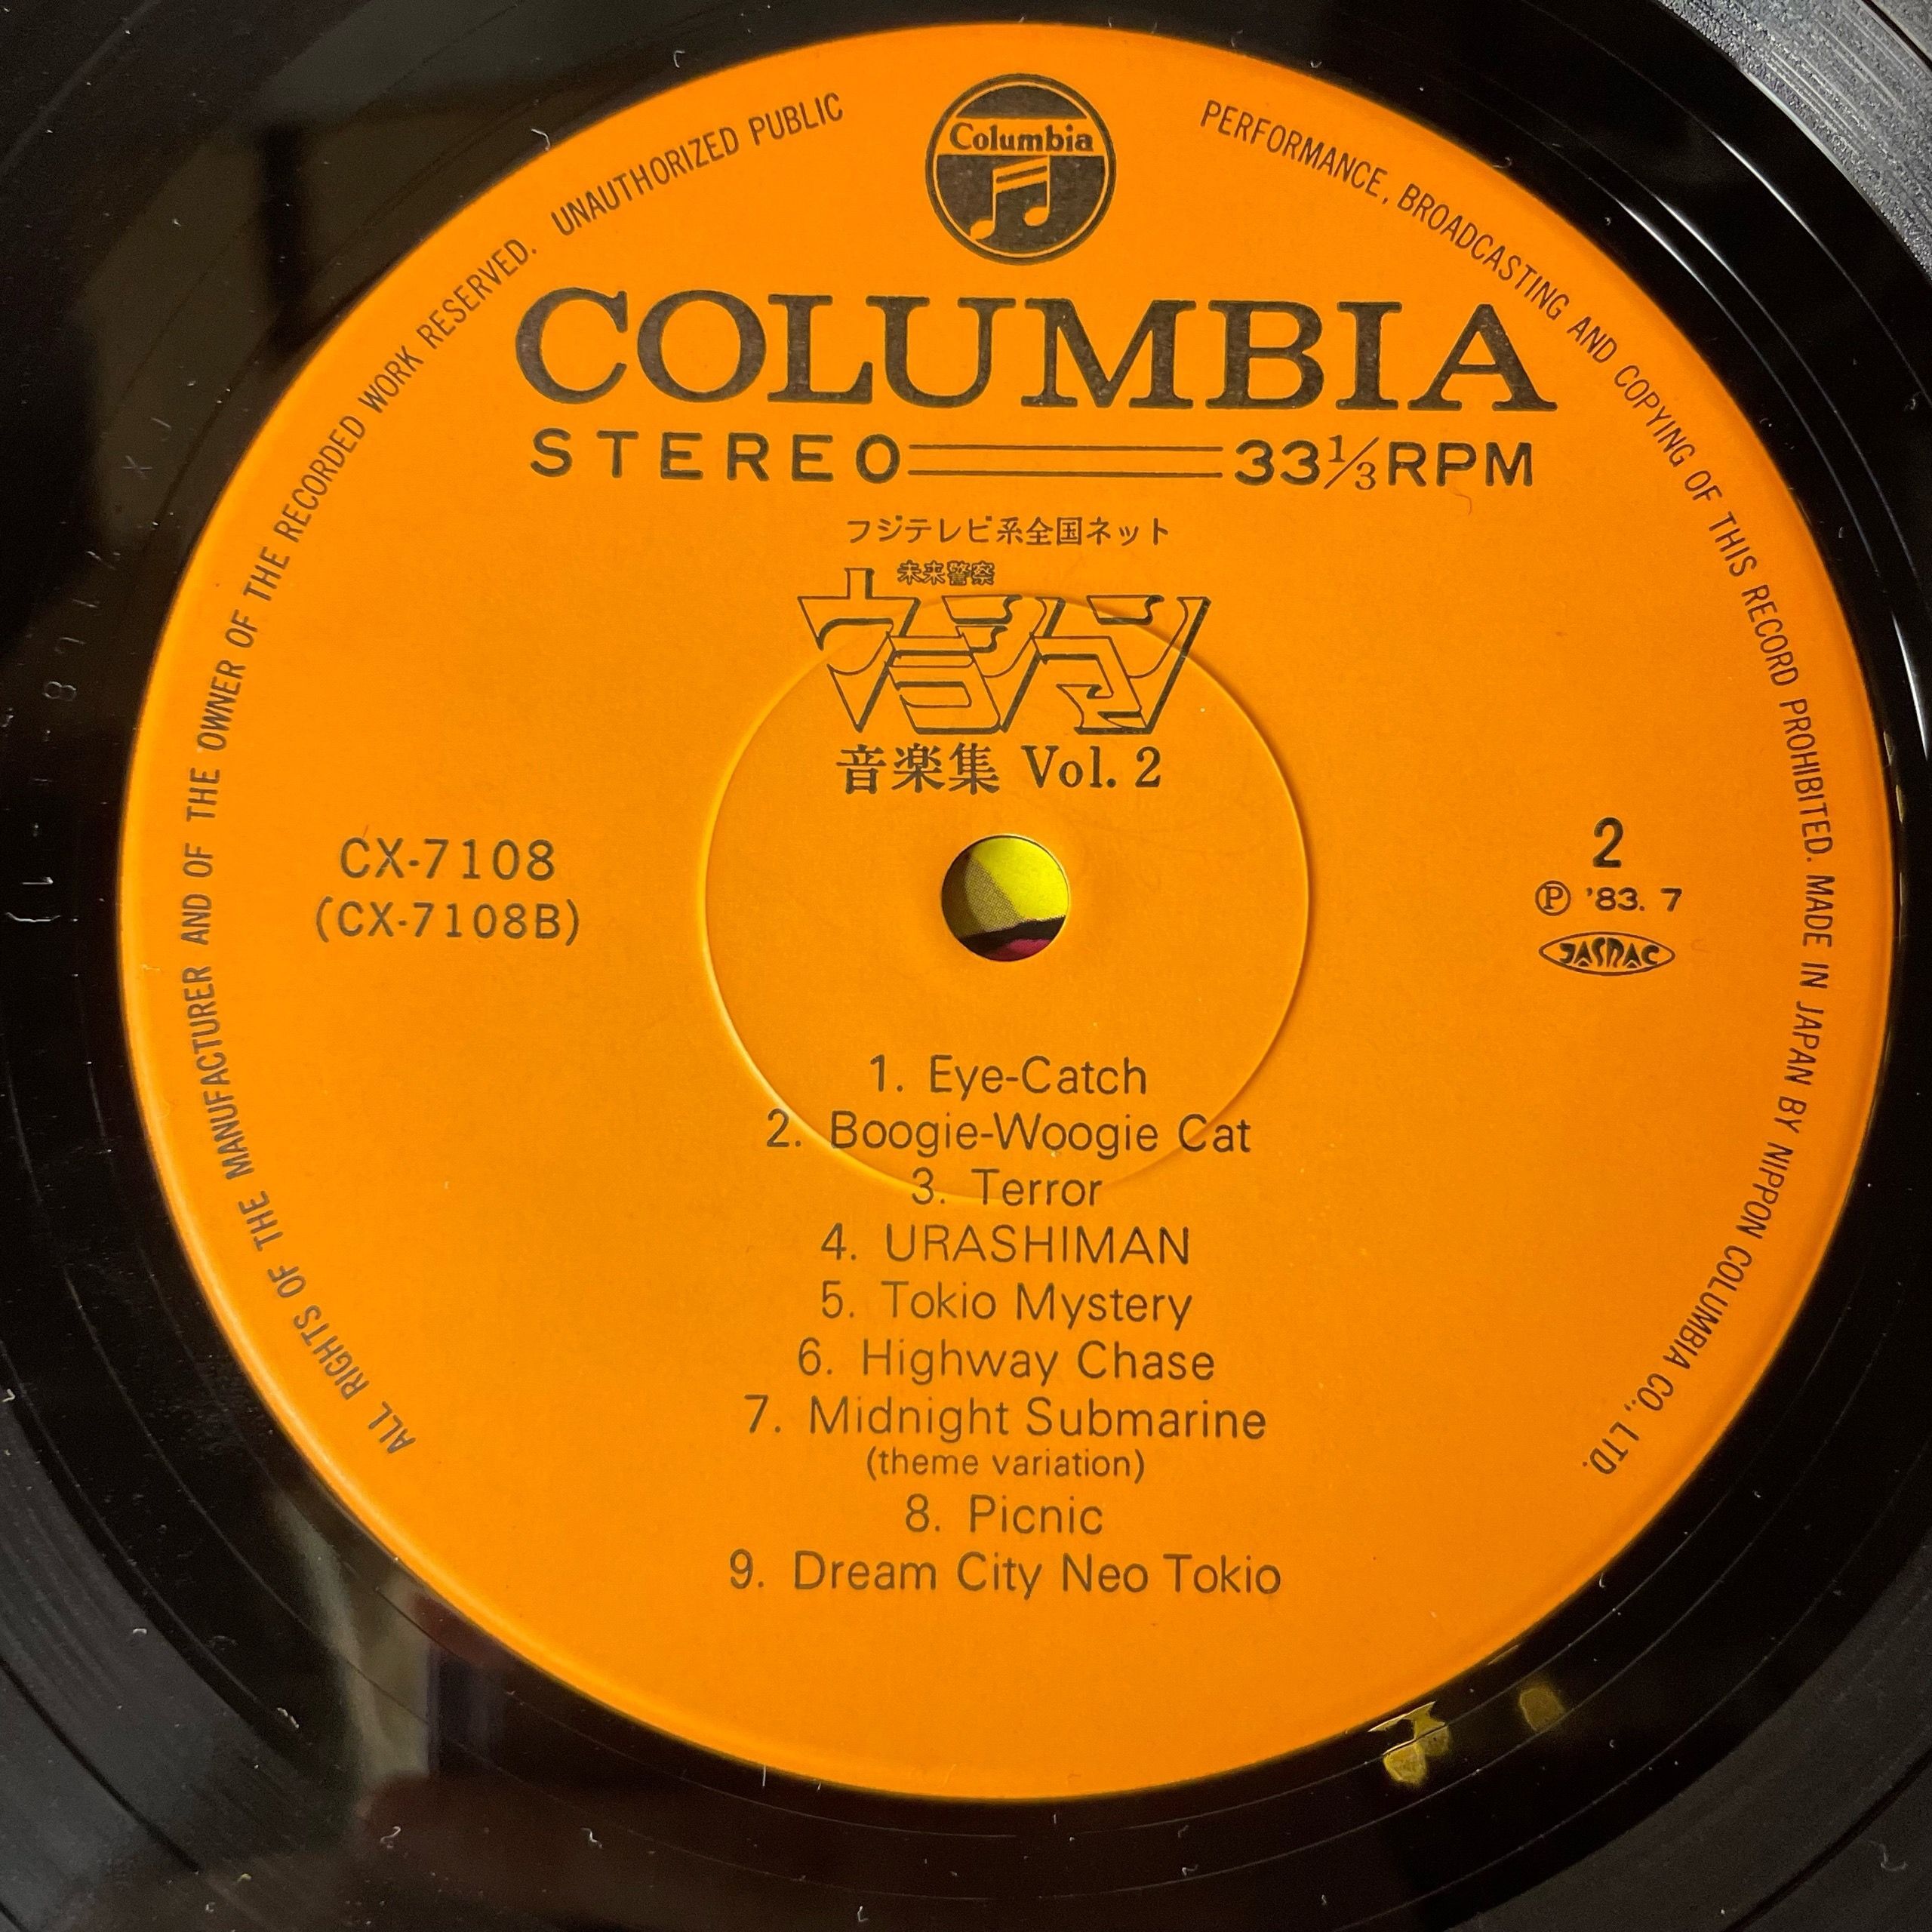 ALL RIGHTS OF THE MANUFACTURER AND OF THE OWNER OF THE RECORDED WORK RESERVED. UNAUTHORIZED PUBLIC PERFORMANCE, BROADCASTING AND COPYING OF THIS RECORD PROHIBITED. MADE IN JAPAN BY NIPPON COLUMBIA CO., LTD.
Columbia
COLUMBIA
STEREO 33⅓RPM
フジテレビ系全国ネット
未来警察
ウラシマン
音楽集 Vol. 2
CX-7108
(CX-7108B)
2
Ⓟ '83. 7
JASRAC
1. Eye-Catch
2. Boogie-Woogie Cat
3. Terror
4. URASHIMAN
5. Tokio Mystery
6. Highway Chase
7. Midnight Submarine
(theme variation)
8. Picnic
9. Dream City Neo Tokio